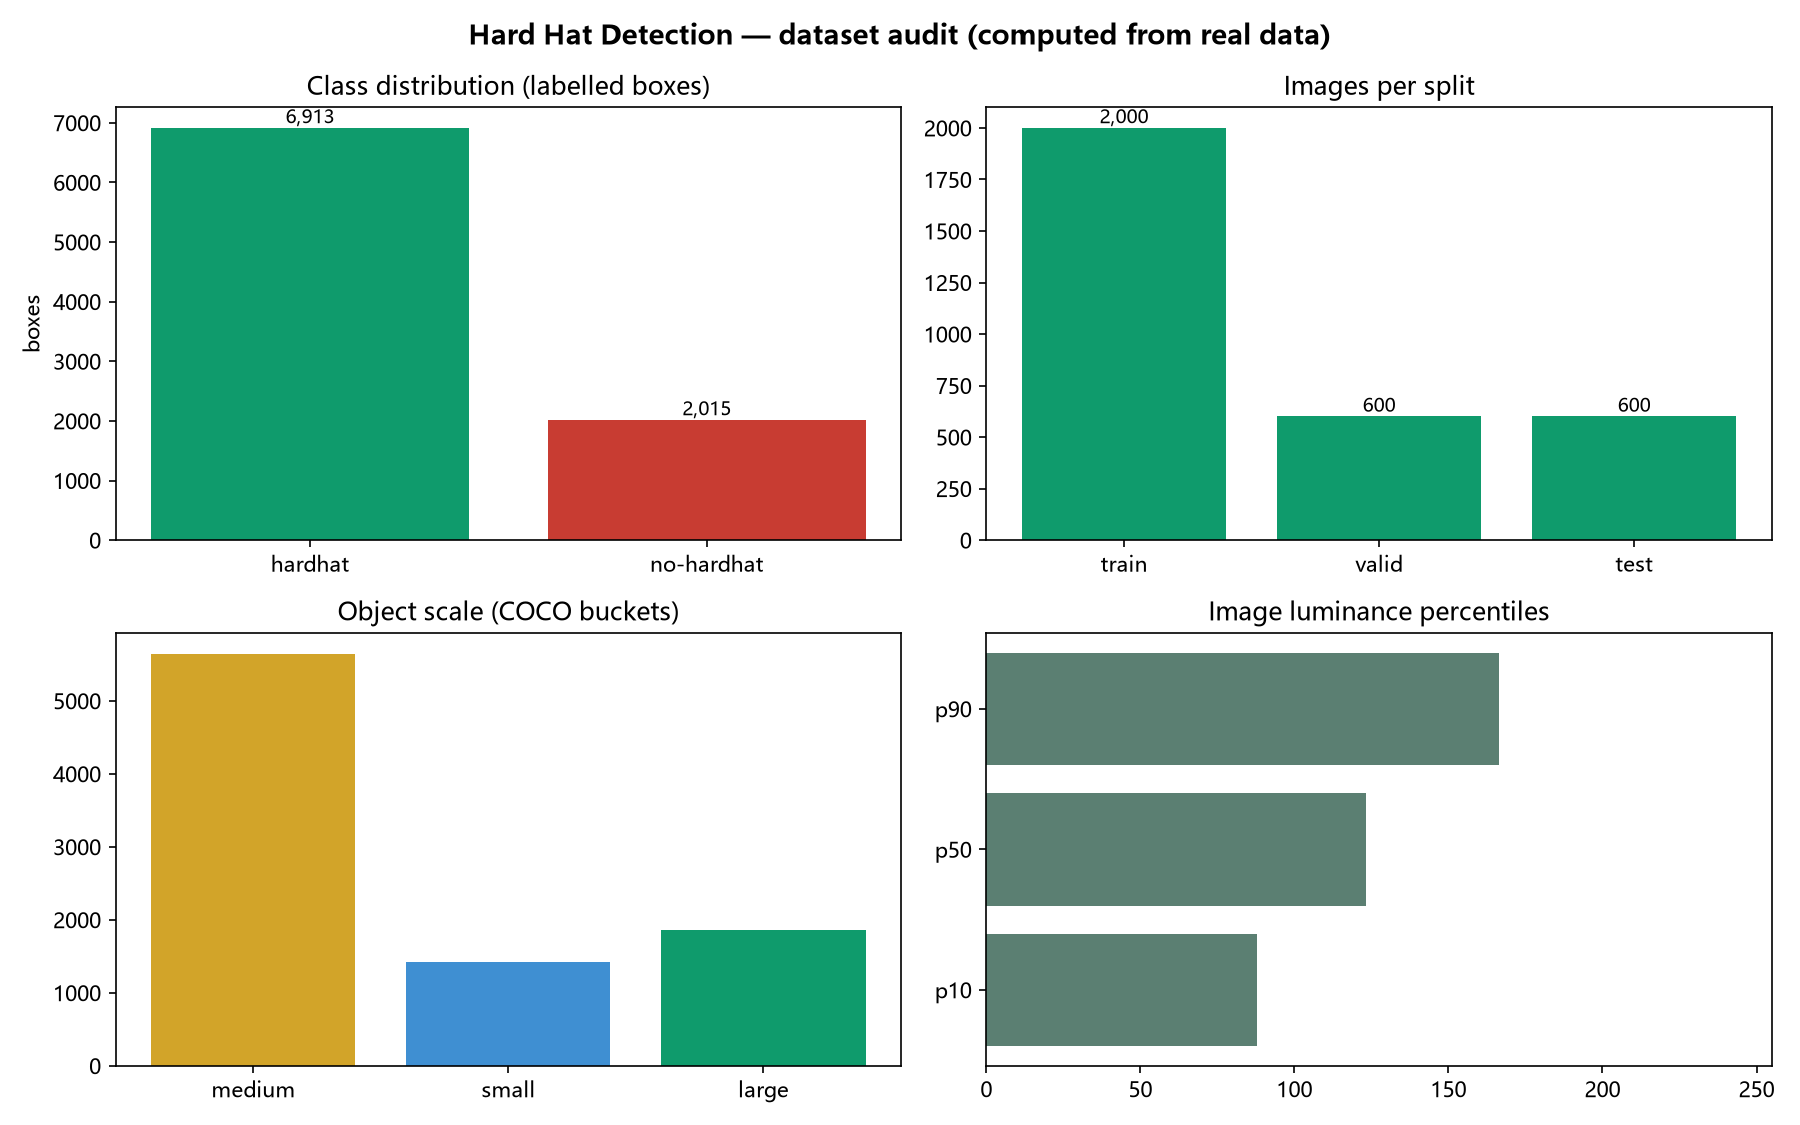 Hard Hat Detection — dataset audit (computed from real data)
Class distribution (labelled boxes)
boxes
7000
6000
5000
4000
3000
2000
1000
0
6,913
2,015
hardhat
no-hardhat
Images per split
2000
1750
1500
1250
1000
750
500
250
0
2,000
600
600
train
valid
test
Object scale (COCO buckets)
5000
4000
3000
2000
1000
0
medium
small
large
Image luminance percentiles
p90
p50
p10
0
50
100
150
200
250